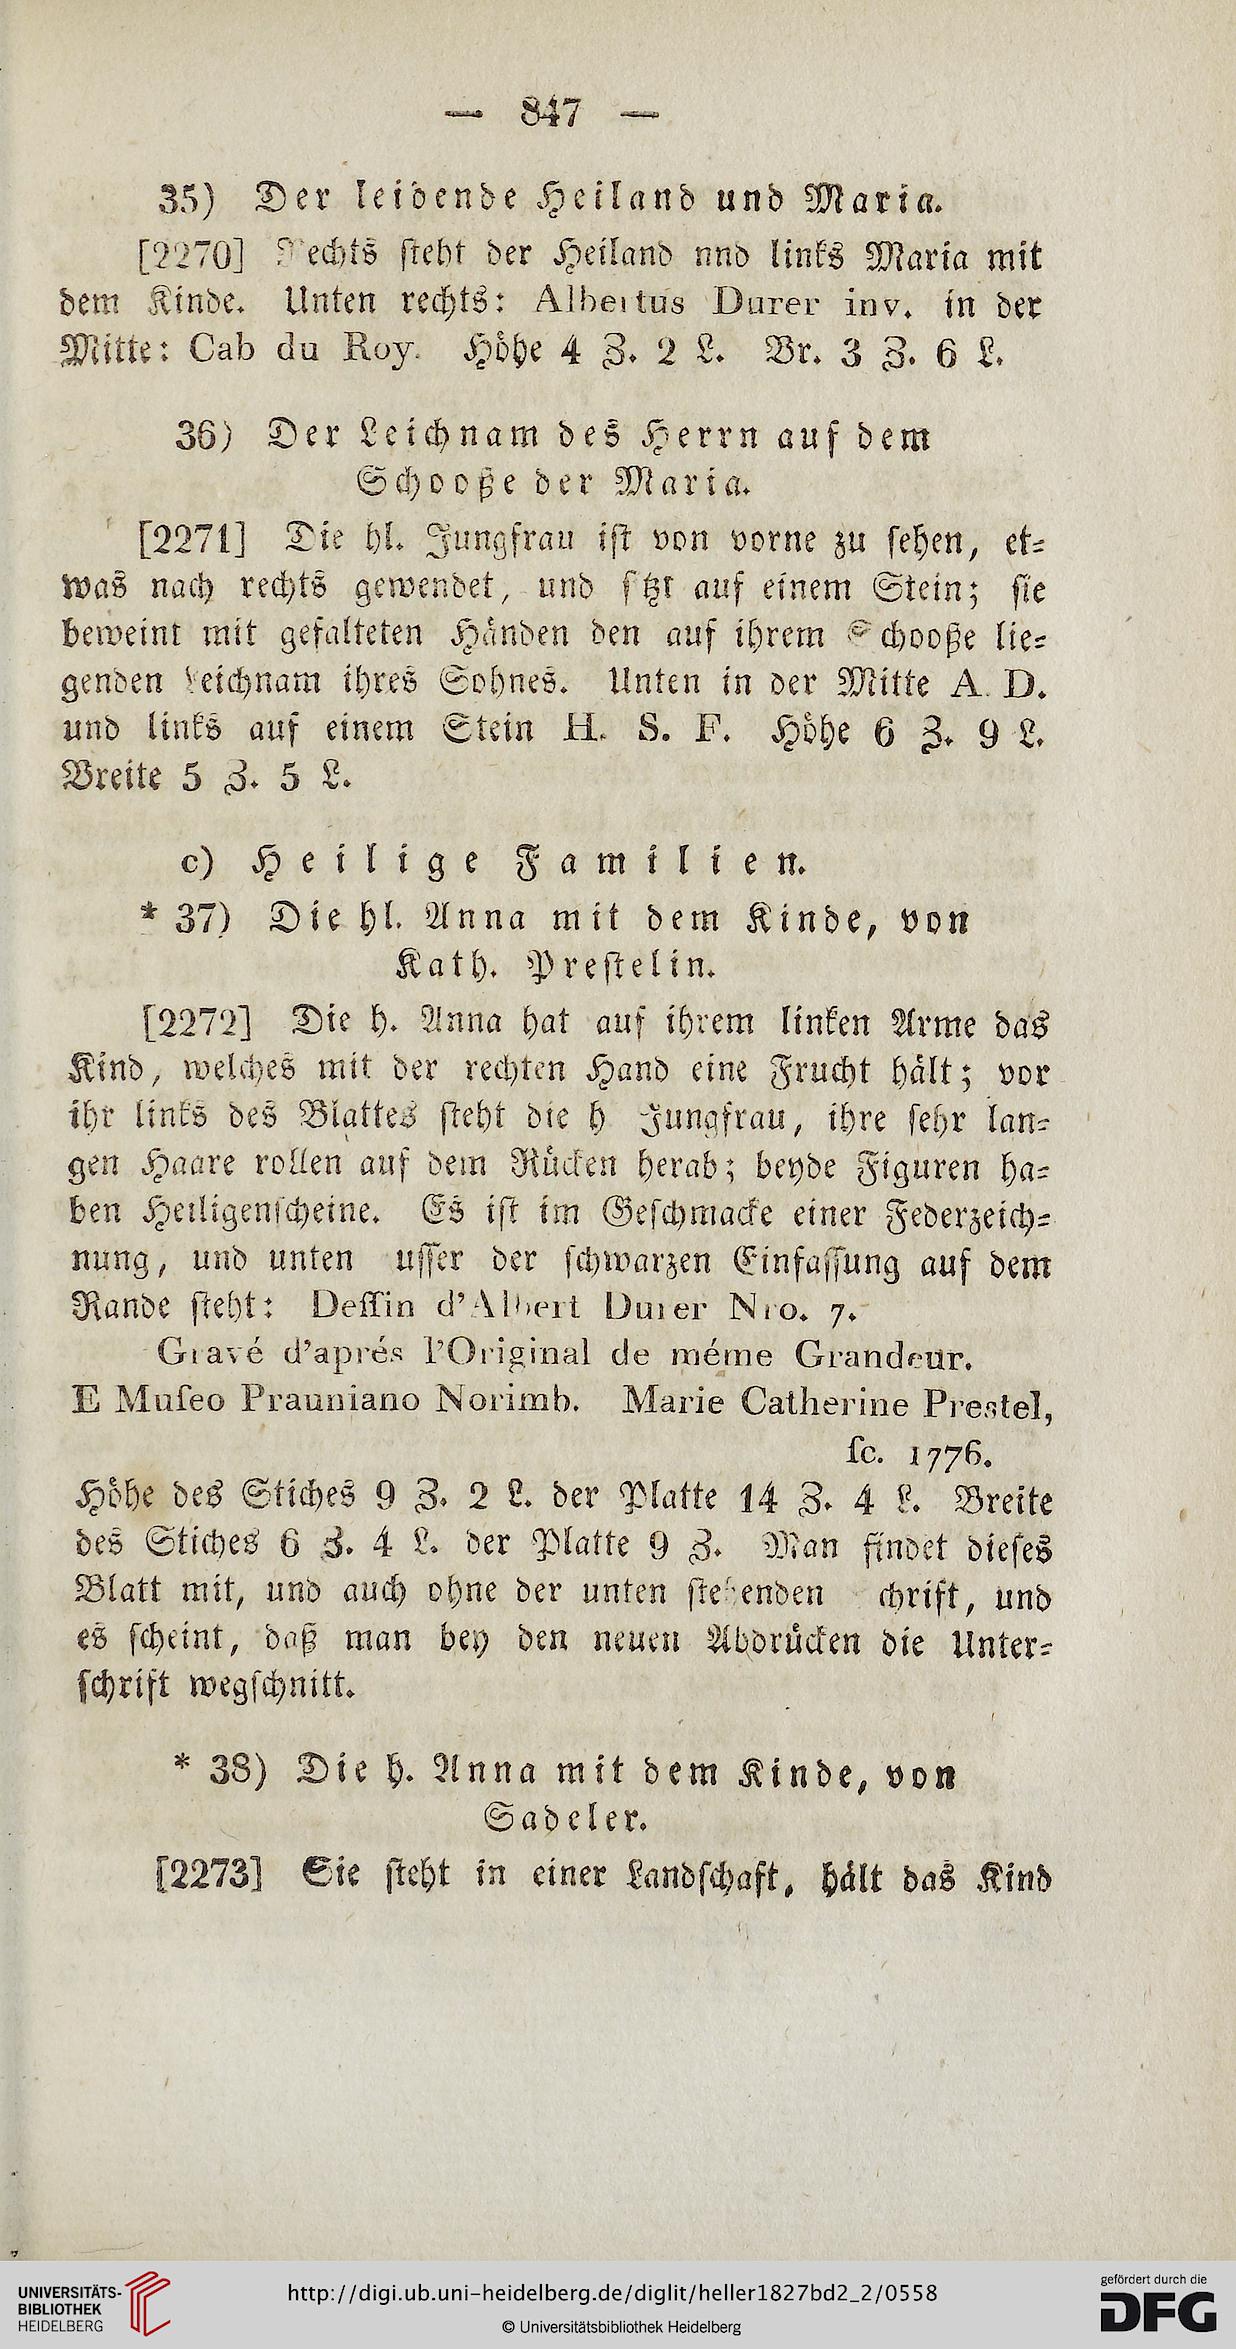 — 847 —
35) Der leidende Heiland und Maria.
[2270] Rechts steht der Heiland nnd links Maria mit
dem Kinde. Unten rechts: Albertus Durer inv. in der
Mitte: Cab du Roy. Höhe 4 Z. 2 L. Br. 3 Z. 6 L.
36) Der Leichnam des Herrn auf dem
Schooße der Maria.
[2271] Die hl. Jungfrau ist von vorne zu sehen, et=
was nach rechts gewendet, und sitzt auf einem Stein; sie
beweint mit gefalteten Händen den auf ihrem Schooße lie=
genden Leichnam ihres Sohnes. Unten in der Mitte A. D.
und links auf einem Stein H. S. F. Höhe 6 Z. 9 L.
Breite 5 Z. 5 L.
c) Heilige Familien.
* 37) Die hl. Anna mit dem Kinde, von
Kath. Prestelin.
[2272] Die h. Anna hat auf ihrem linken Arme das
Kind, welches mit der rechten Hand eine Frucht hält; vor
ihr links des Blattes steht die h Jungfrau, ihre sehr lan=
gen Haare rollen auf dem Rücken herab; beyde Figuren ha=
ben Heiligenscheine. Es ist im Geschmacke einer Federzeich=
nung, und unten usser der schwarzen Einfassung auf dem
Rande steht: Deſſin d'Albert Durer Nro. 7.
Gravé d'aprés l'Original de méme Grandeur.
E Muſeo Prauniano Norimb. Marie Catherine Prestel,
ſc. 1776.
Höhe des Stiches 9 Z. 2 L. der Platte 14 Z. 4 L. Breite
des Stiches 6 Z. 4 L. der Platte 9 Z. Man findet dieses
Blatt mit, und auch ohne der unten stehenden chrift, und
es scheint, daß man bey den neuen Abdrücken die Unter=
schrift wegschnitt.
* 38) Die h. Anna mit dem Kinde, von
Sadeler.
[2273] Sie steht in einer Landschaft, hält das Kind
UNIVERSITÄTS-
BIBLIOTHEK
HEIDELBERG
http://digi.ub.uni-heidelberg.de/diglit/heller1827bd2_2/0558
© Universitätsbibliothek Heidelberg
gefördert durch die
DFG